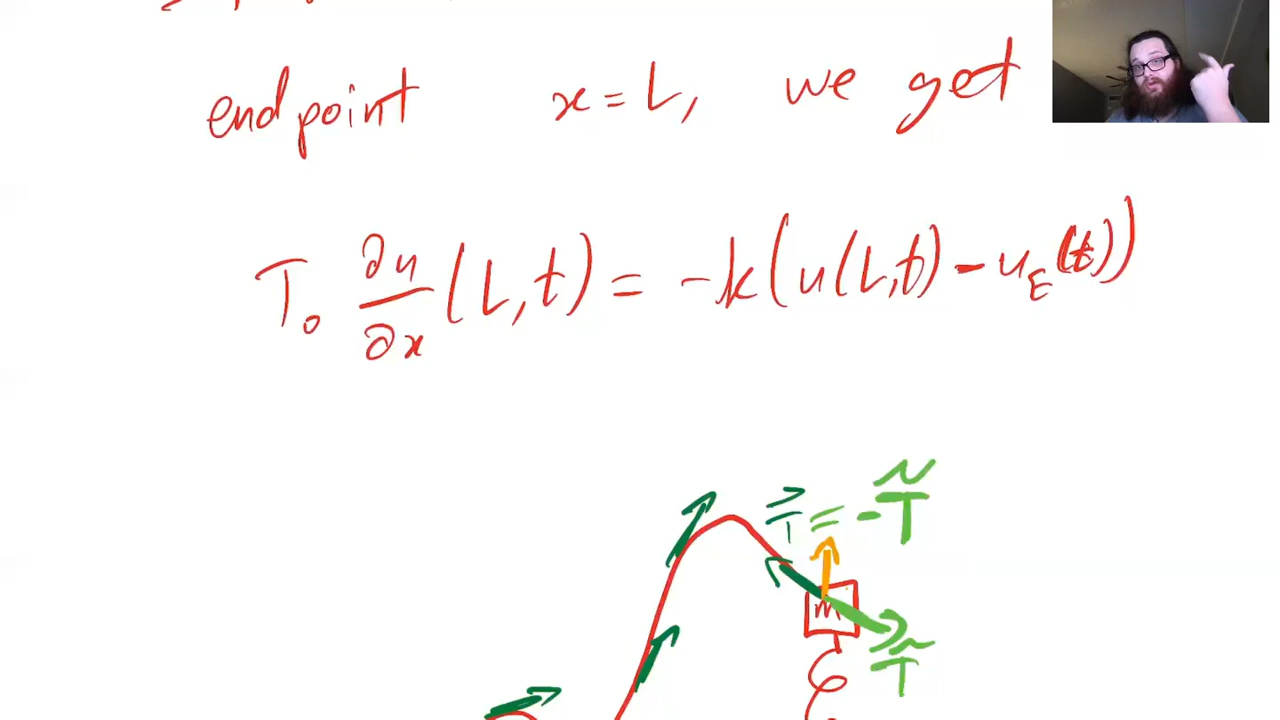 endpoint x = L, we get
T₀ ∂u/∂x (L,t) = -k(u(L,t) - u_E(t))
T⃗ = -T̃
m
T̃